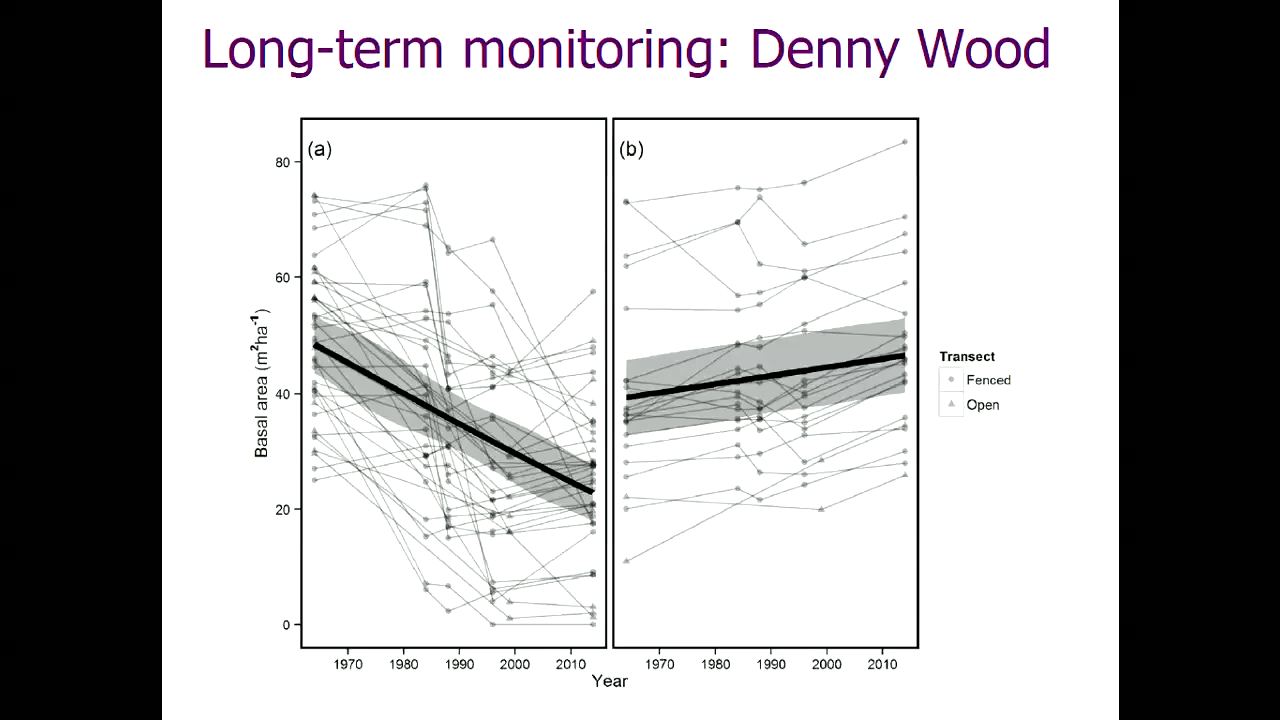 Long-term monitoring: Denny Wood
(a)
(b)
80
60
40
20
0
Basal area (m²ha⁻¹)
1970 1980 1990 2000 2010
1970 1980 1990 2000 2010
Year
Transect
Fenced
Open